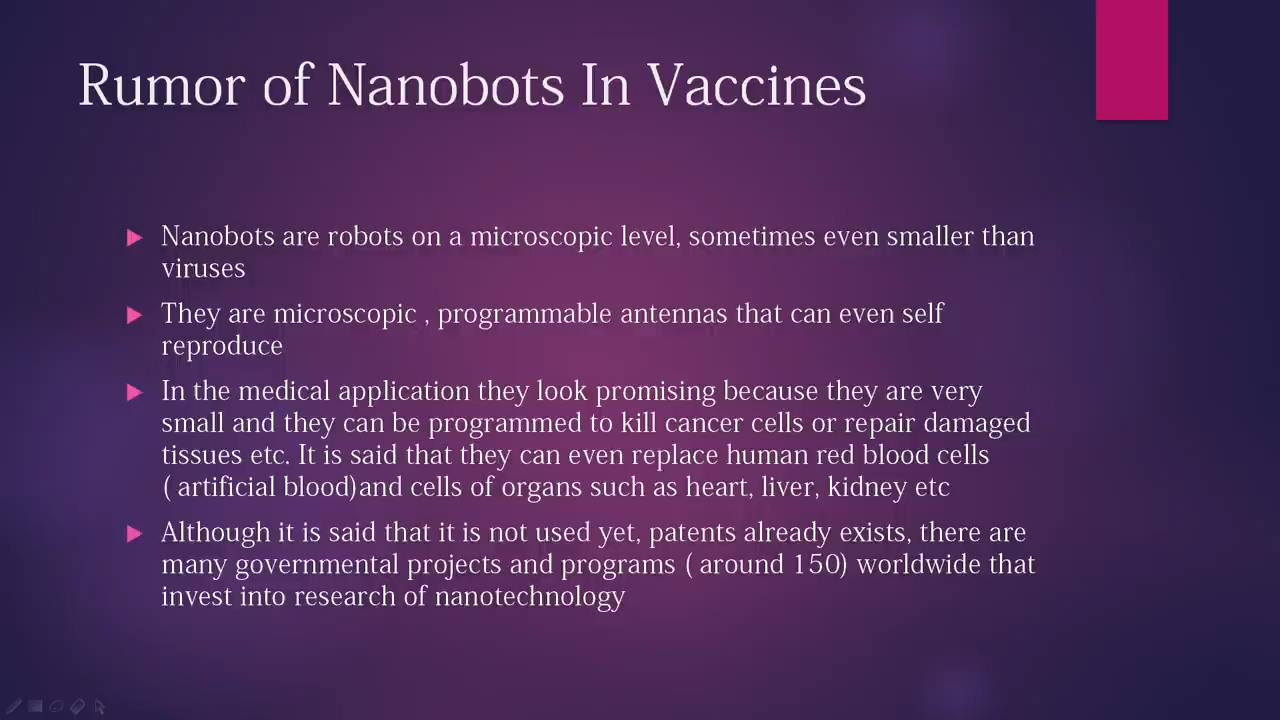 Rumor of Nanobots In Vaccines
Nanobots are robots on a microscopic level, sometimes even smaller than
viruses
They are microscopic , programmable antennas that can even self
reproduce
In the medical application they look promising because they are very
small and they can be programmed to kill cancer cells or repair damaged
tissues etc. It is said that they can even replace human red blood cells
( artificial blood)and cells of organs such as heart, liver, kidney etc
Although it is said that it is not used yet, patents already exists, there are
many governmental projects and programs ( around 150) worldwide that
invest into research of nanotechnology